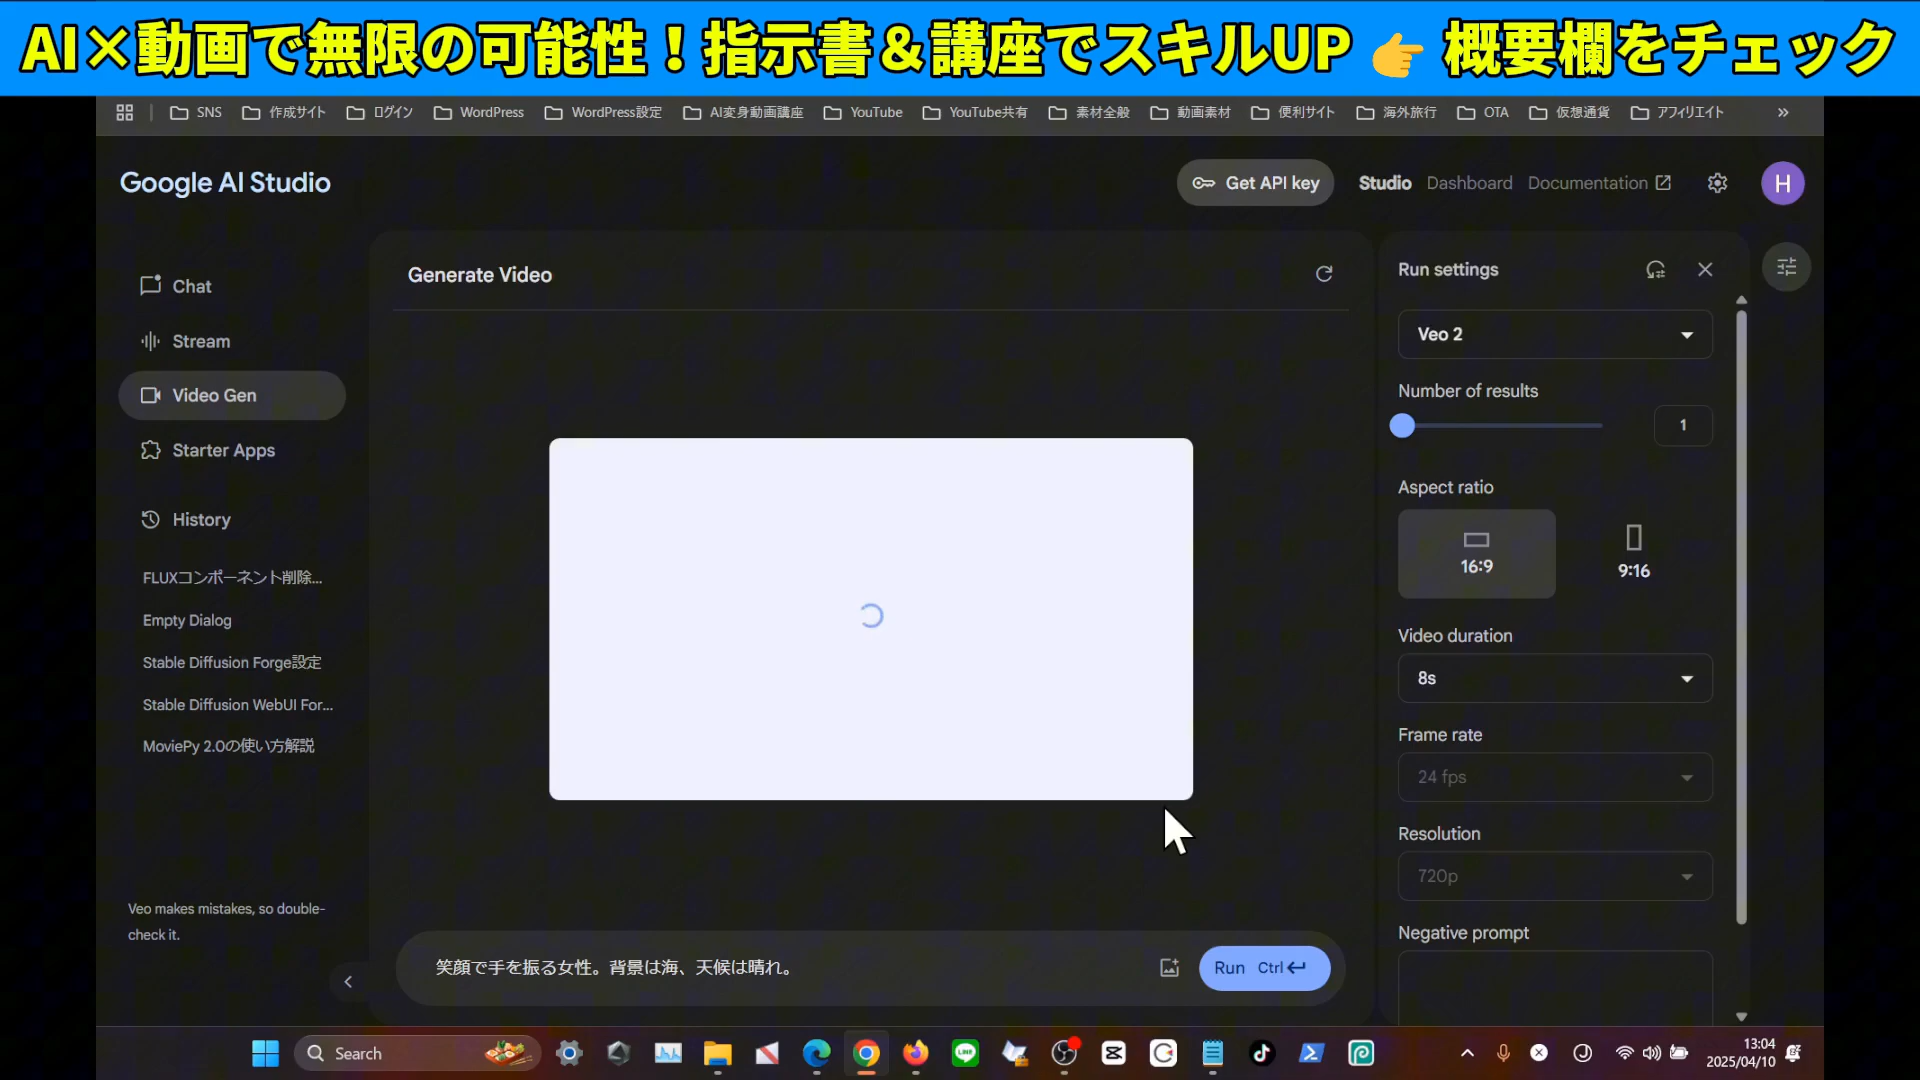 AI×動画で無限の可能性！指示書＆講座でスキルUP 👉 概要欄をチェック
SNS 作成サイト ログイン WordPress WordPress設定 AI変身動画講座 YouTube YouTube共有 素材全般 動画素材 便利サイト 海外旅行 OTA 仮想通貨 アフィリエイト »
Google AI Studio
Get API key Studio Dashboard Documentation
H
Chat
Stream
Video Gen
Starter Apps
History
FLUXコンポーネント削除...
Empty Dialog
Stable Diffusion Forge設定
Stable Diffusion WebUI For...
MoviePy 2.0の使い方解説
Veo makes mistakes, so double-
check it.
Generate Video
笑顔で手を振る女性。背景は海、天候は晴れ。
Run Ctrl
Run settings
Veo 2
Number of results
1
Aspect ratio
16:9
9:16
Video duration
8s
Frame rate
24 fps
Resolution
720p
Negative prompt
Search
LINE
13:04
2025/04/10